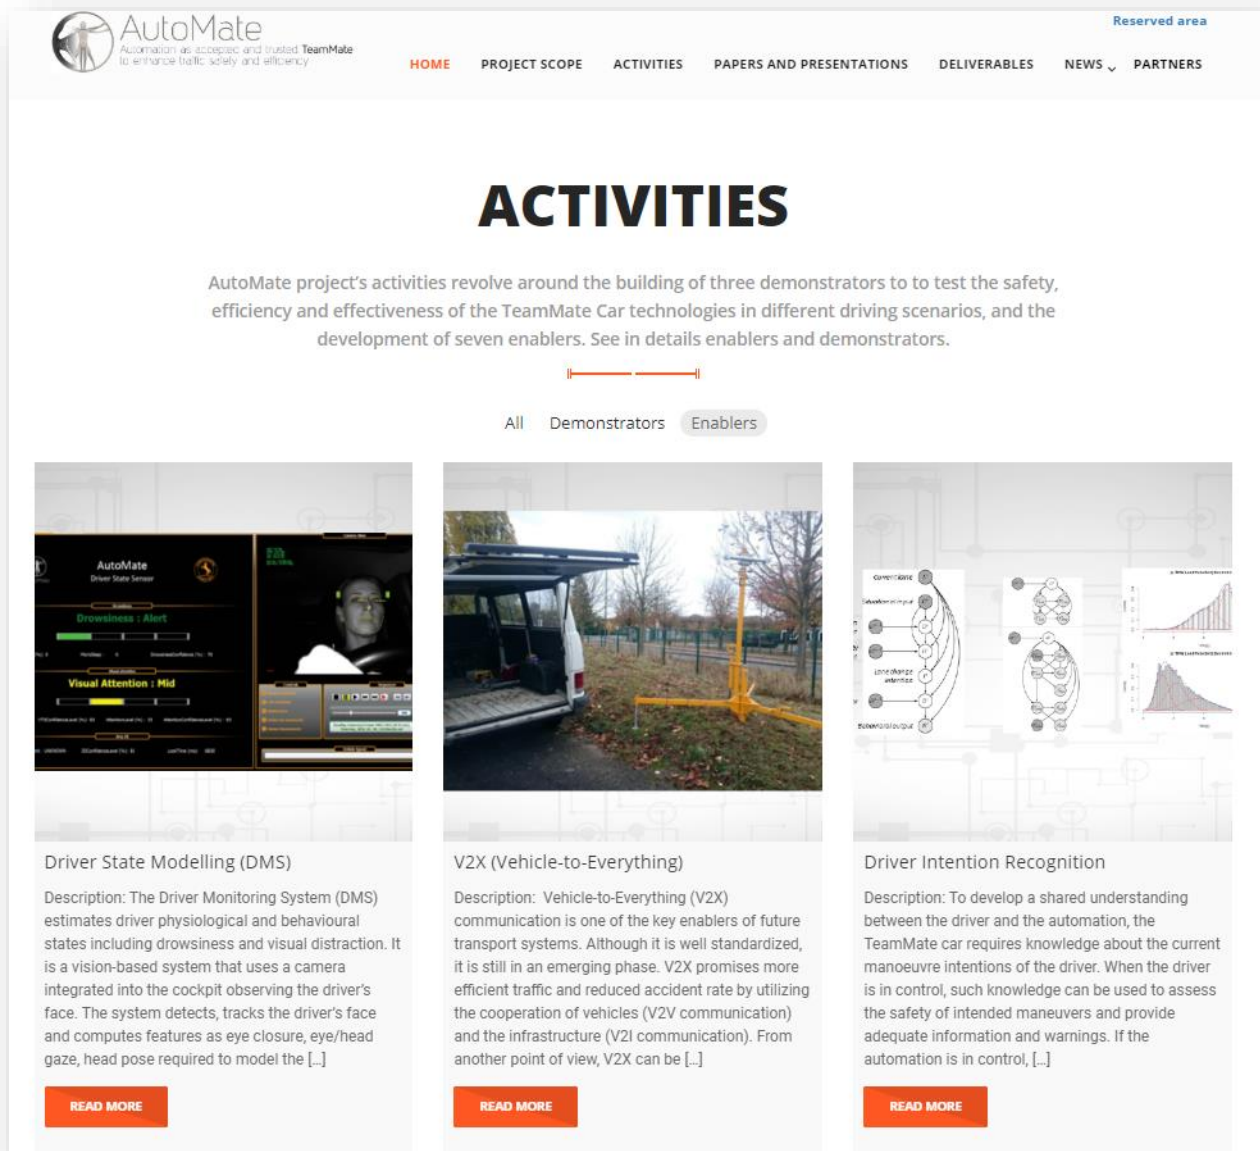 AutoMate
Automation as accepted and trusted TeamMate
to enhance traffic safety and efficiency
Reserved area
HOME PROJECT SCOPE ACTIVITIES PAPERS AND PRESENTATIONS DELIVERABLES NEWS PARTNERS
ACTIVITIES
AutoMate project's activities revolve around the building of three demonstrators to to test the safety,
efficiency and effectiveness of the TeamMate Car technologies in different driving scenarios, and the
development of seven enablers. See in details enablers and demonstrators.
All Demonstrators Enablers
AutoMate
Driver State Sensor
Drowsiness : Alert
Visual Attention : Mid
Lane change
intention
Behavioral output
Driver State Modelling (DMS)
Description: The Driver Monitoring System (DMS)
estimates driver physiological and behavioural
states including drowsiness and visual distraction. It
is a vision-based system that uses a camera
integrated into the cockpit observing the driver's
face. The system detects, tracks the driver's face
and computes features as eye closure, eye/head
gaze, head pose required to model the [...]
READ MORE
V2X (Vehicle-to-Everything)
Description: Vehicle-to-Everything (V2X)
communication is one of the key enablers of future
transport systems. Although it is well standardized,
it is still in an emerging phase. V2X promises more
efficient traffic and reduced accident rate by utilizing
the cooperation of vehicles (V2V communication)
and the infrastructure (V2I communication). From
another point of view, V2X can be [...]
READ MORE
Driver Intention Recognition
Description: To develop a shared understanding
between the driver and the automation, the
TeamMate car requires knowledge about the current
manoeuvre intentions of the driver. When the driver
is in control, such knowledge can be used to assess
the safety of intended maneuvers and provide
adequate information and warnings. If the
automation is in control, [...]
READ MORE